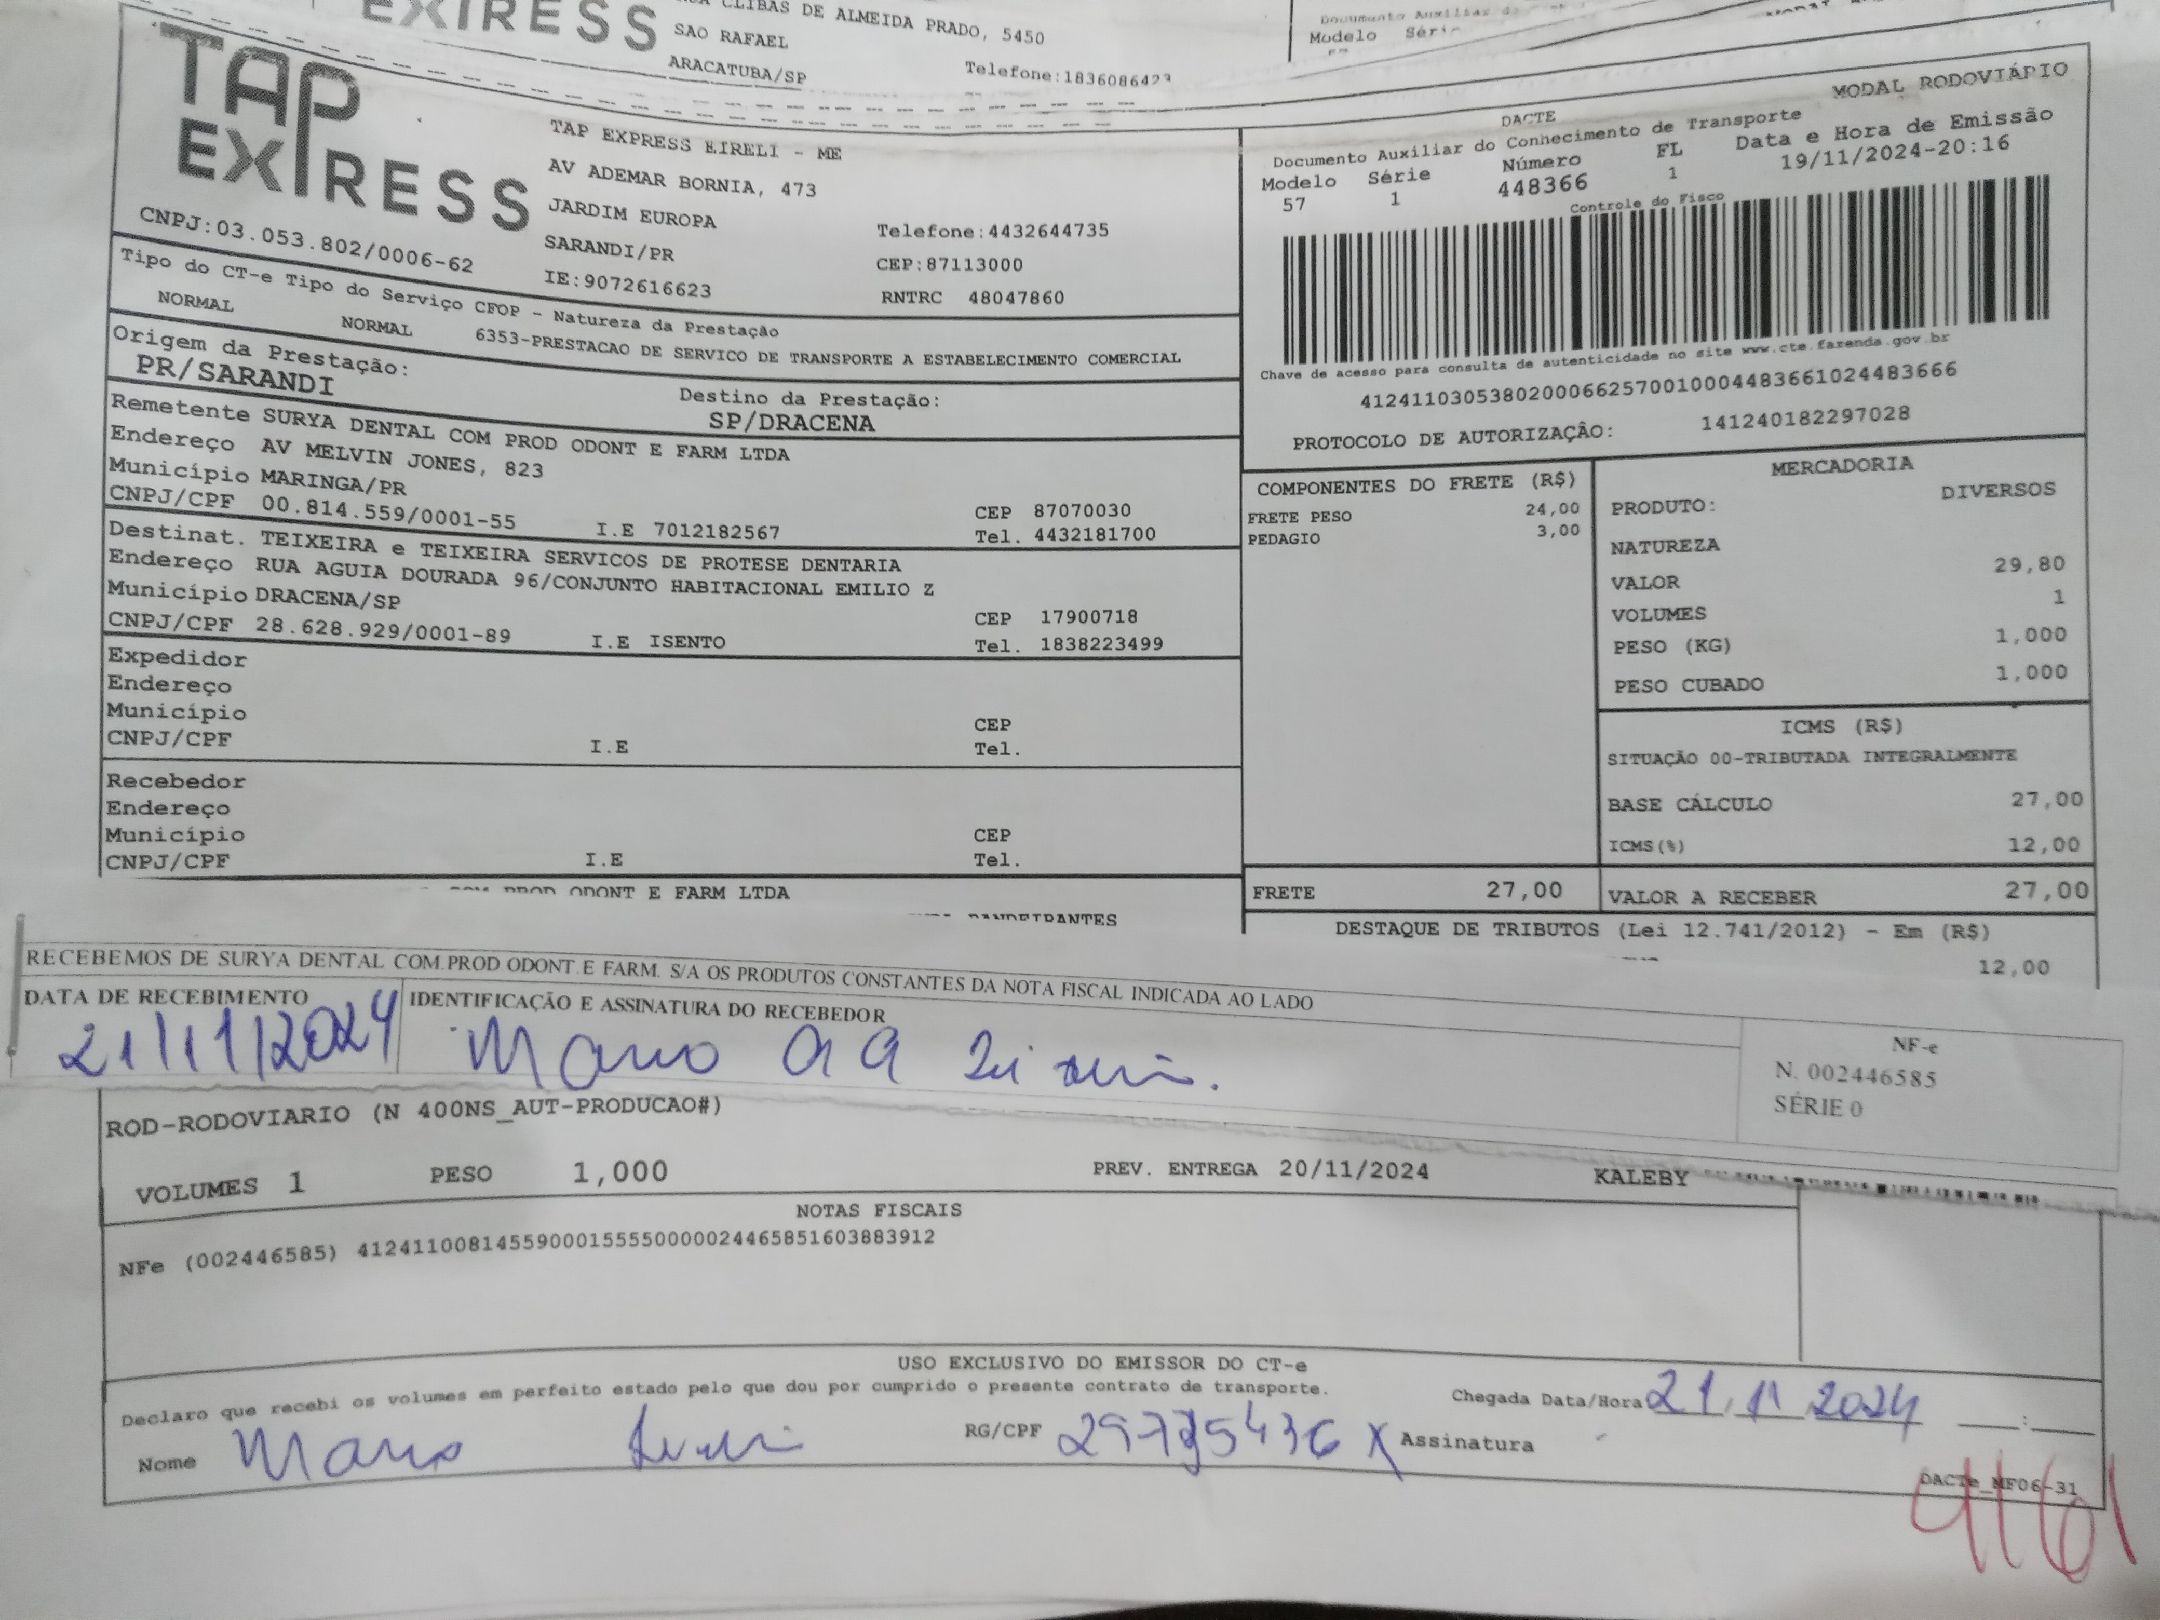 EXPRESS
CLIBAS DE ALMEIDA PRADO, 5450
SAO RAFAEL
ARACATUBA/SP
Telefone:1836086423
Documento Auxiliar do
Modelo Série
TAP
EXPRESS
CNPJ:03.053.802/0006-62
TAP EXPRESS EIRELI - ME
AV ADEMAR BORNIA, 473
JARDIM EUROPA
SARANDI/PR
IE:9072616623
Telefone:4432644735
CEP:87113000
RNTRC 48047860
DACTE
MODAL RODOVIÁRIO
Documento Auxiliar do Conhecimento de Transporte
Modelo Série Número FL Data e Hora de Emissão
57 1 448366 1 19/11/2024-20:16
Controle do Fisco
Chave de acesso para consulta de autenticidade no site www.cte.fazenda.gov.br
41241103053802000662570010004483661024483666
PROTOCOLO DE AUTORIZAÇÂO: 141240182297028
Tipo do CT-e Tipo do Serviço CFOP - Natureza da Prestação
NORMAL NORMAL 6353-PRESTACAO DE SERVICO DE TRANSPORTE A ESTABELECIMENTO COMERCIAL
Origem da Prestação: Destino da Prestação:
PR/SARANDI SP/DRACENA
Remetente SURYA DENTAL COM PROD ODONT E FARM LTDA
Endereço AV MELVIN JONES, 823
Município MARINGA/PR CEP 87070030
CNPJ/CPF 00.814.559/0001-55 I.E 7012182567 Tel. 4432181700
Destinat. TEIXEIRA e TEIXEIRA SERVICOS DE PROTESE DENTARIA
Endereço RUA AGUIA DOURADA 96/CONJUNTO HABITACIONAL EMILIO Z
Município DRACENA/SP CEP 17900718
CNPJ/CPF 28.628.929/0001-89 I.E ISENTO Tel. 1838223499
Expedidor
Endereço
Município CEP
CNPJ/CPF I.E Tel.
Recebedor
Endereço
Município CEP
CNPJ/CPF I.E Tel.
COM PROD ODONT E FARM LTDA
BANDEIRANTES
COMPONENTES DO FRETE (R$)
FRETE PESO 24,00
PEDAGIO 3,00
FRETE 27,00
MERCADORIA
PRODUTO: DIVERSOS
NATUREZA
VALOR 29,80
VOLUMES 1
PESO (KG) 1,000
PESO CUBADO 1,000
ICMS (R$)
SITUAÇÃO 00-TRIBUTADA INTEGRALMENTE
BASE CÁLCULO 27,00
ICMS(%) 12,00
VALOR A RECEBER 27,00
DESTAQUE DE TRIBUTOS (Lei 12.741/2012) - Em (R$)
12,00
RECEBEMOS DE SURYA DENTAL COM.PROD ODONT.E FARM. S/A OS PRODUTOS CONSTANTES DA NOTA FISCAL INDICADA AO LADO
DATA DE RECEBIMENTO IDENTIFICAÇÃO E ASSINATURA DO RECEBEDOR
21/11/2024
NF-e
N. 002446585
SÉRIE 0
ROD-RODOVIARIO (N 400NS_AUT-PRODUCAO#)
VOLUMES 1 PESO 1,000 PREV. ENTREGA 20/11/2024 KALEBY
NOTAS FISCAIS
NFe (002446585) 41241100814559000155550000024465851603883912
USO EXCLUSIVO DO EMISSOR DO CT-e
Declaro que recebi os volumes em perfeito estado pelo que dou por cumprido o presente contrato de transporte.
Chegada Data/Hora 21 11 2024 :
Nome RG/CPF X Assinatura
DACTe_MF06-31